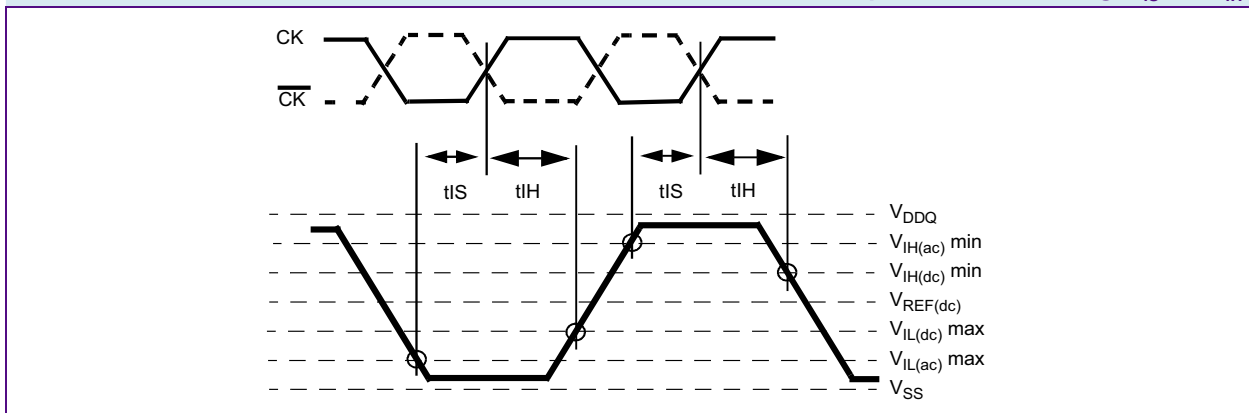 CK
CK
tIS tIH tIS tIH
VDDQ
VIH(ac) min
VIH(dc) min
VREF(dc)
VIL(dc) max
VIL(ac) max
VSS